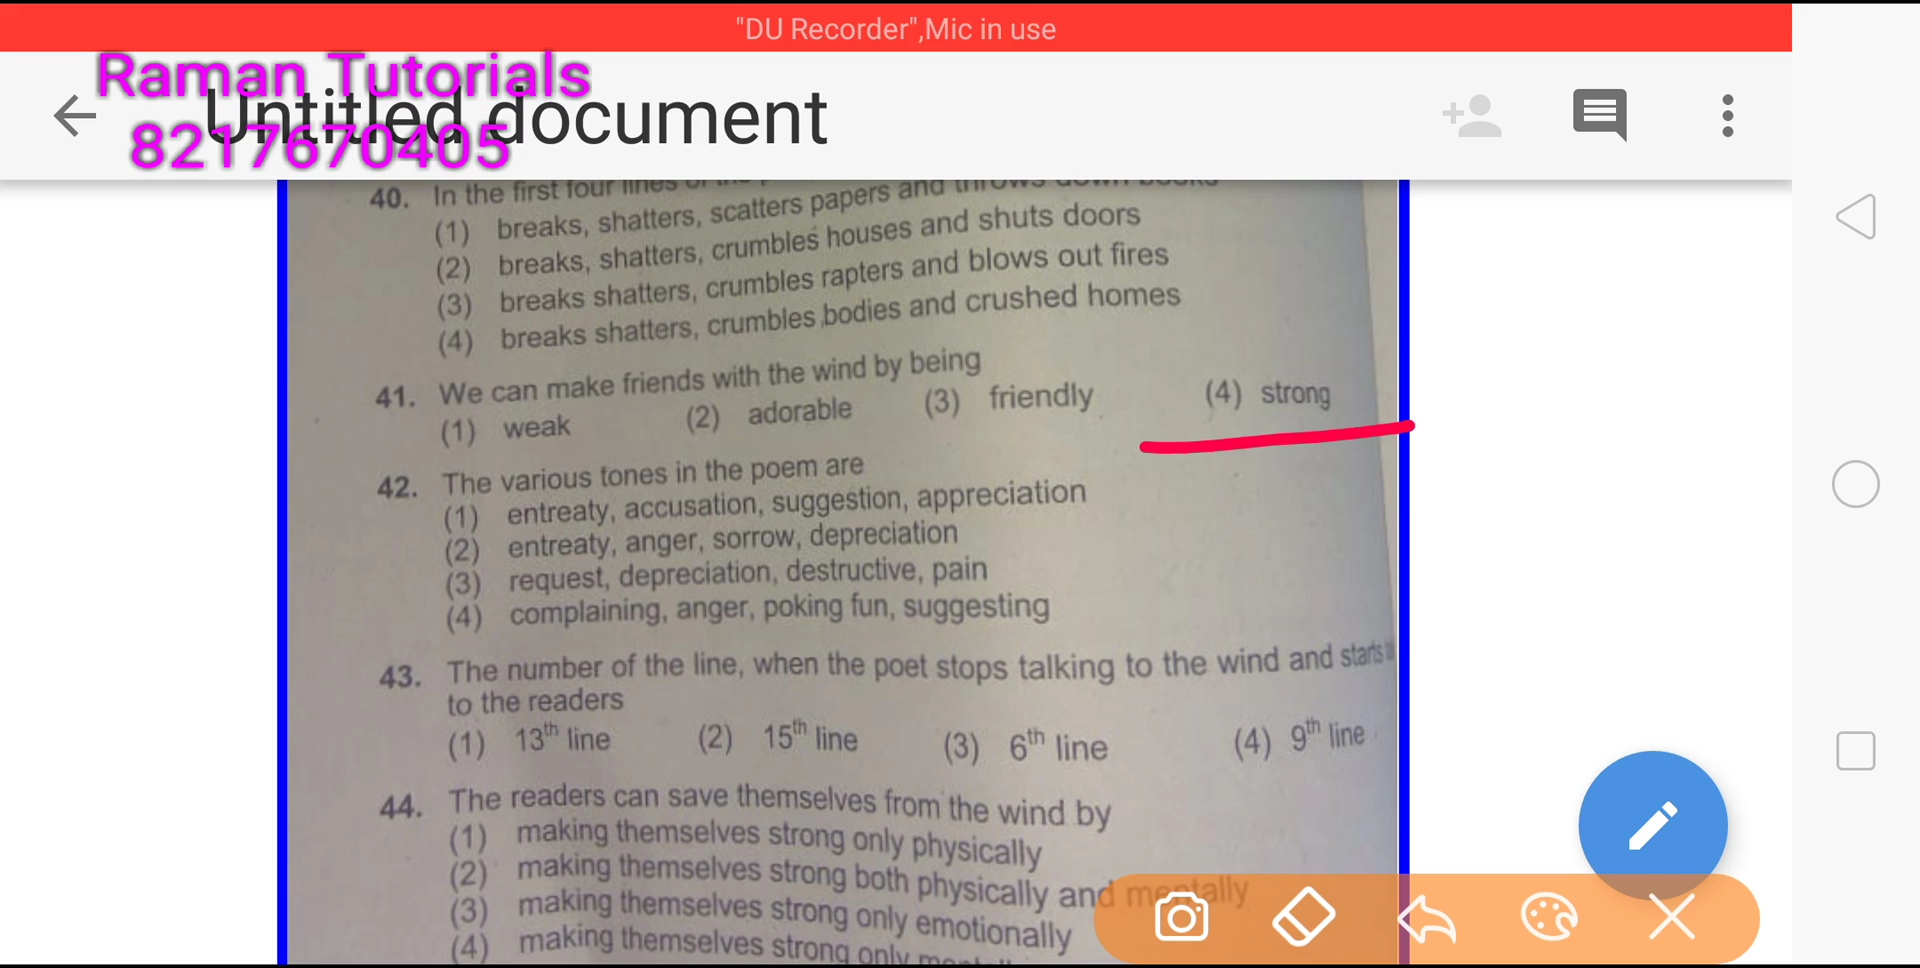 "DU Recorder",Mic in use
Raman Tutorials
Untitled document
8217670405
40. In the first four lines of the
(1) breaks, shatters, scatters papers and throws down books
(2) breaks, shatters, crumbles houses and shuts doors
(3) breaks shatters, crumbles rapters and blows out fires
(4) breaks shatters, crumbles bodies and crushed homes
41. We can make friends with the wind by being
(1) weak (2) adorable (3) friendly (4) strong
42. The various tones in the poem are
(1) entreaty, accusation, suggestion, appreciation
(2) entreaty, anger, sorrow, depreciation
(3) request, depreciation, destructive, pain
(4) complaining, anger, poking fun, suggesting
43. The number of the line, when the poet stops talking to the wind and starts
to the readers
(1) 13th line (2) 15th line (3) 6th line (4) 9th line
44. The readers can save themselves from the wind by
(1) making themselves strong only physically
(2) making themselves strong both physically and mentally
(3) making themselves strong only emotionally
(4) making themselves strong only